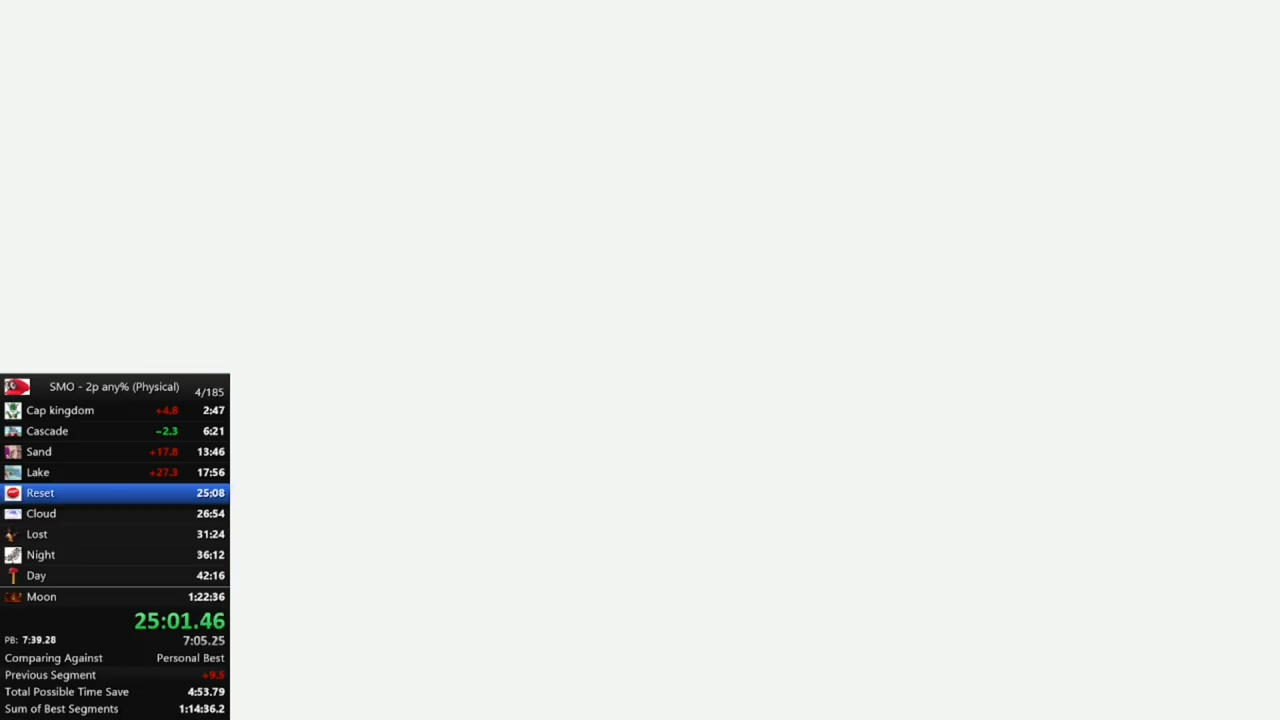 SMO - 2p any% (Physical)
4/185
Cap kingdom +4.8 2:47
Cascade −2.3 6:21
Sand +17.8 13:46
Lake +27.3 17:56
Reset 25:08
Cloud 26:54
Lost 31:24
Night 36:12
Day 42:16
Moon 1:22:36
25:01.46
PB: 7:39.28 7:05.25
Comparing Against Personal Best
Previous Segment +9.5
Total Possible Time Save 4:53.79
Sum of Best Segments 1:14:36.2